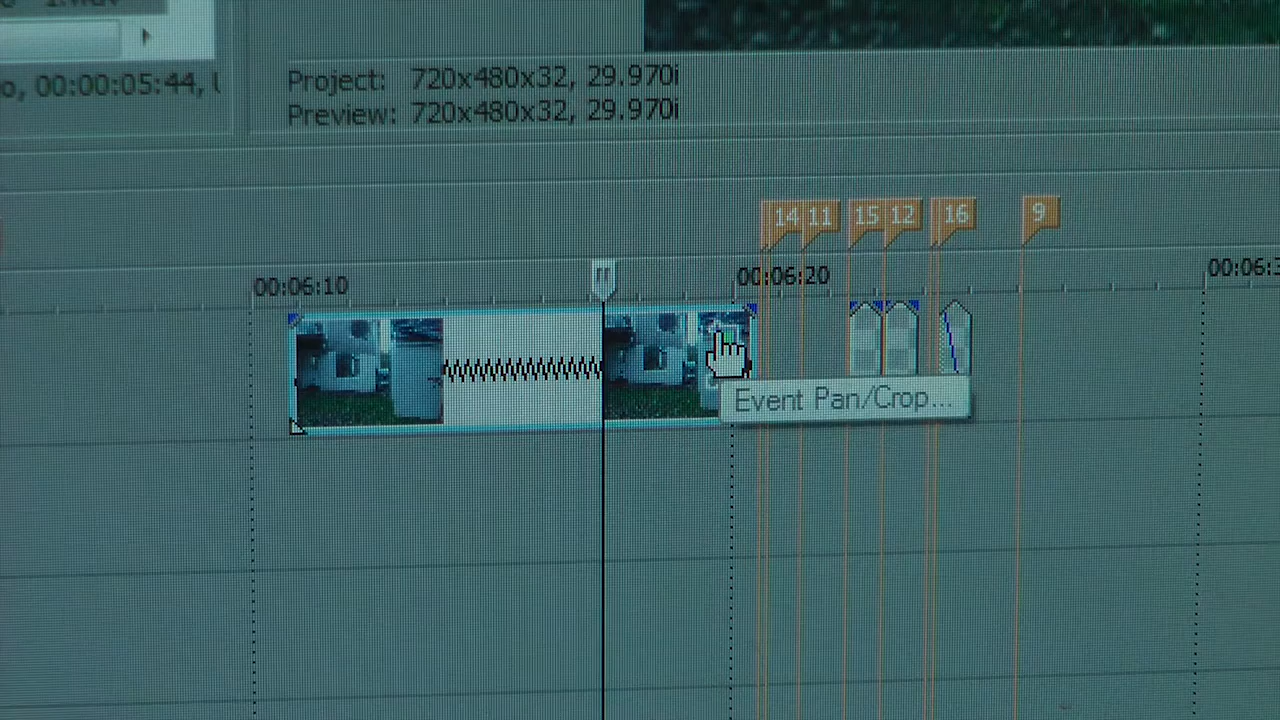 00:00:05:44,
Project: 720x480x32, 29.970i
Preview: 720x480x32, 29.970i
14 11 15 12 16 9
00:06:10 00:06:20 00:06:3
Event Pan/Crop...